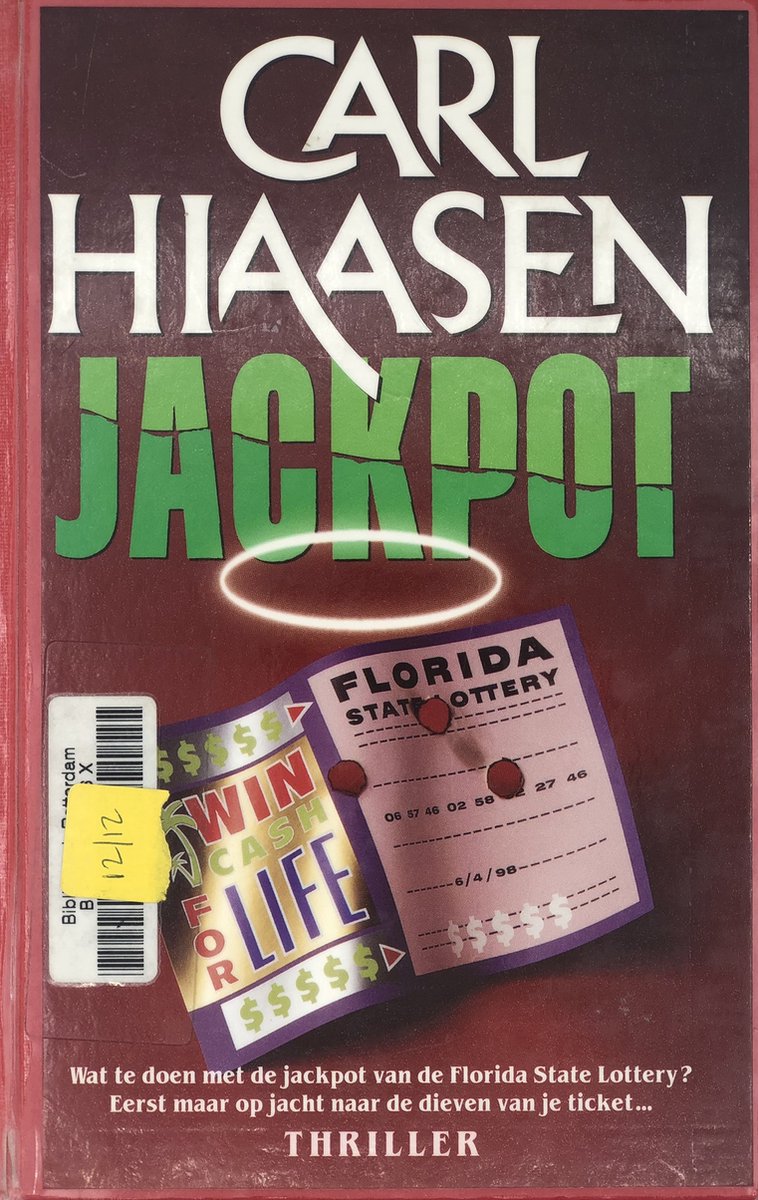 CARL
HIAASEN
JACKPOT
FLORIDA
STATE LOTTERY
$$$$$
WIN
CASH
FOR
LIFE
$$$$$
06 57 46 02 58 27 46
6/4/98
$$$$$
12/12
Wat te doen met de jackpot van de Florida State Lottery?
Eerst maar op jacht naar de dieven van je ticket...
THRILLER